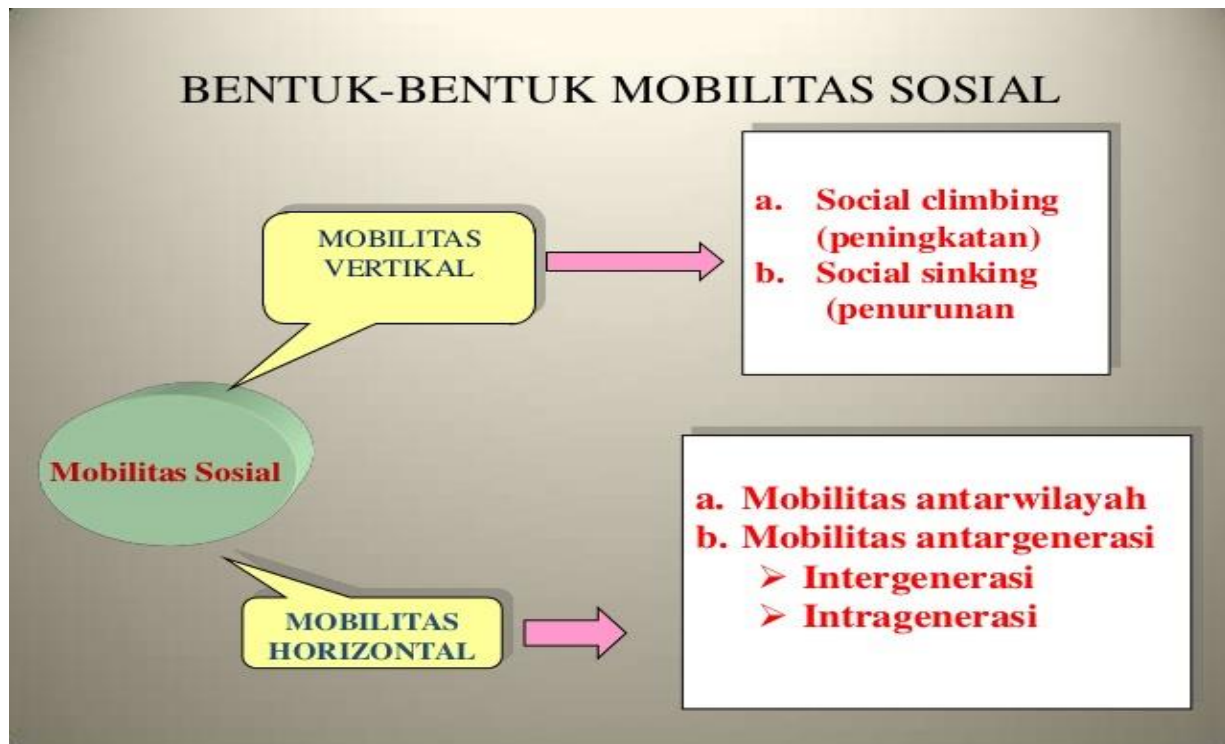 BENTUK-BENTUK MOBILITAS SOSIAL
MOBILITAS
VERTIKAL
a. Social climbing
(peningkatan)
b. Social sinking
(penurunan
Mobilitas Sosial
MOBILITAS
HORIZONTAL
a. Mobilitas antarwilayah
b. Mobilitas antargenerasi
➢ Intergenerasi
➢ Intragenerasi